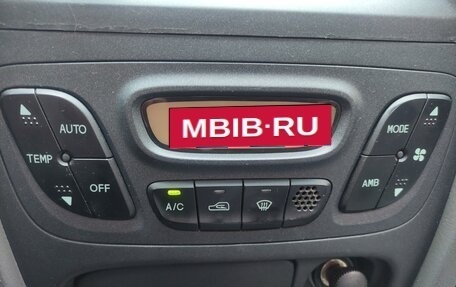 AUTO
MBIB·RU
MODE
TEMP
OFF
A/C
AMB